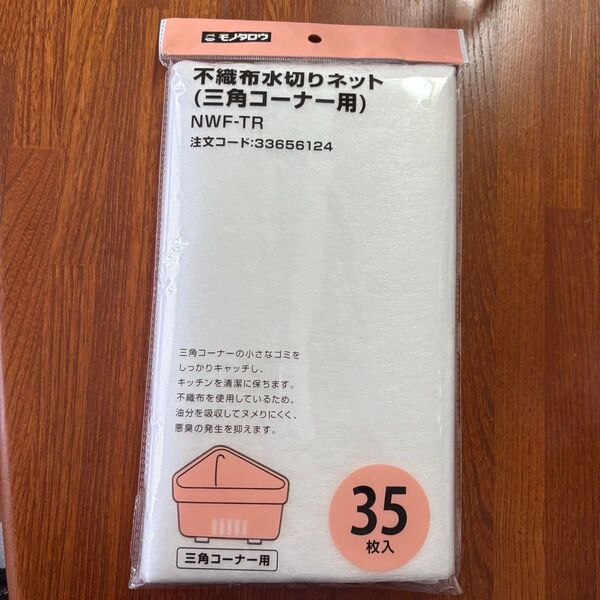 モノタロウ
不織布水切りネット
(三角コーナー用)
NWF-TR
注文コード:33656124
三角コーナーの小さなゴミを
しっかりキャッチし、
キッチンを清潔に保ちます。
不織布を使用しているため、
油分を吸収してヌメりにくく、
悪臭の発生を抑えます。
三角コーナー用
35
枚入